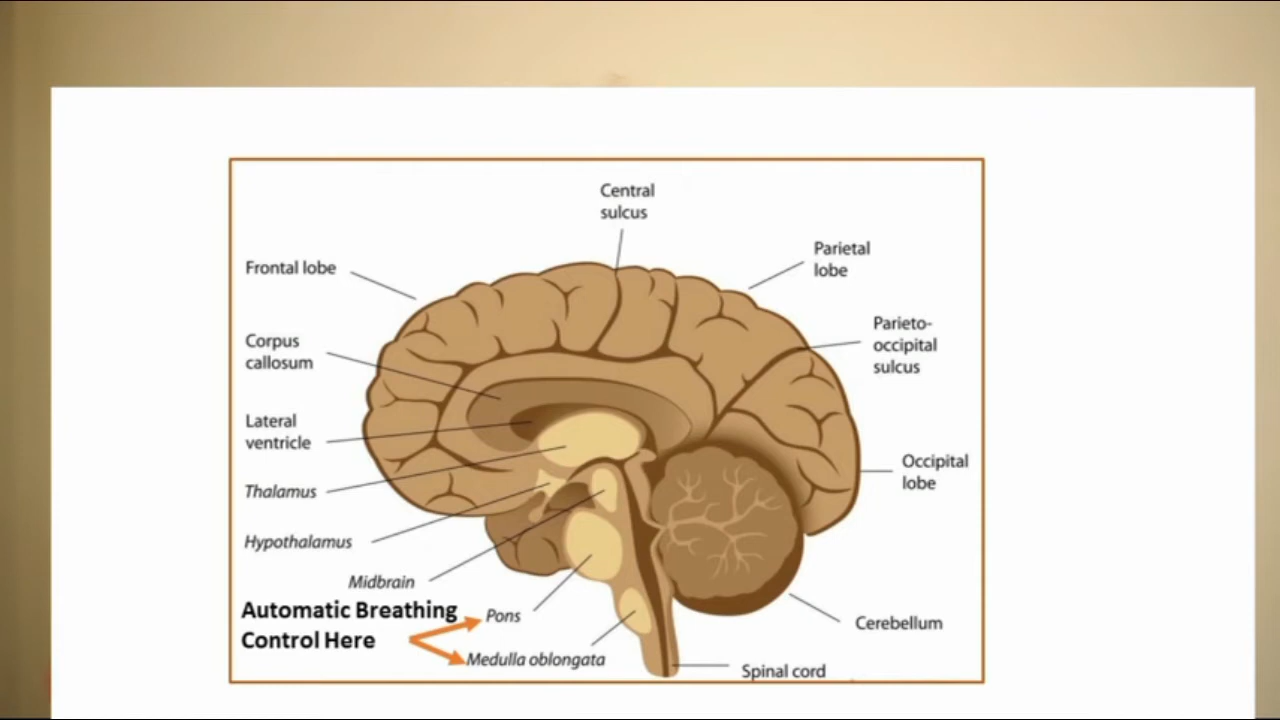 Central
sulcus
Frontal lobe
Parietal
lobe
Corpus
callosum
Parieto-
occipital
sulcus
Lateral
ventricle
Thalamus
Occipital
lobe
Hypothalamus
Midbrain
Automatic Breathing
Control Here
Pons
Medulla oblongata
Cerebellum
Spinal cord